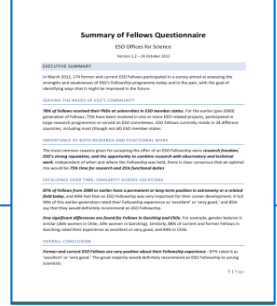 Summary of Fellows Questionnaire
ESO Offices for Science
Version 1.2 – 24 October 2012
EXECUTIVE SUMMARY
In March 2012, 174 former and current ESO Fellows participated in a survey aimed at assessing the
strengths and weaknesses of ESO's Fellowship programme today and in the past, with the goal of
identifying ways that it might be improved in the future.
SERVING THE NEEDS OF ESO'S COMMUNITY
78% of Fellows received their PhDs at universities in ESO member states. For the earlier (pre-2000)
generation of Fellows, 75% have been involved in one or more ESO-related projects, participated in
large research programmes or served on ESO committees. ESO Fellows currently reside in 24 different
countries, including most (though not all) ESO member states.
IMPORTANCE OF BOTH RESEARCH AND FUNCTIONAL WORK
The most common reasons given for accepting the offer of an ESO Fellowship were research freedom,
ESO's strong reputation, and the opportunity to combine research with observatory and technical
work. Independent of when and where the Fellowship was held, there is clear consensus that an optimal
mix would be 75% time for research and 25% functional duties.
EXCELLENCE OVER TIME, SIMILARITY ACROSS LOCATIONS
87% of Fellows from 2000 or earlier have a permanent or long-term position in astronomy or a related
field today, and 84% feel that an ESO Fellowship was very important for their career development. A full
94% of the earlier generation rated their Fellowship experience as 'excellent' or 'very good,' and 85%
say that they would definitely recommend an ESO Fellowship.
Few significant differences are found for Fellows in Garching and Chile. For example, gender balance is
similar (26% women in Chile, 23% women in Garching). Similarly, 88% of current and former Fellows in
Garching rated their experience as excellent or very good, and 84% in Chile.
OVERALL CONCLUSION
Former and current ESO Fellows are very positive about their Fellowship experience - 87% rated it as
'excellent' or 'very good.' The great majority would definitely recommend an ESO Fellowship to young
scientists.
1 | Page